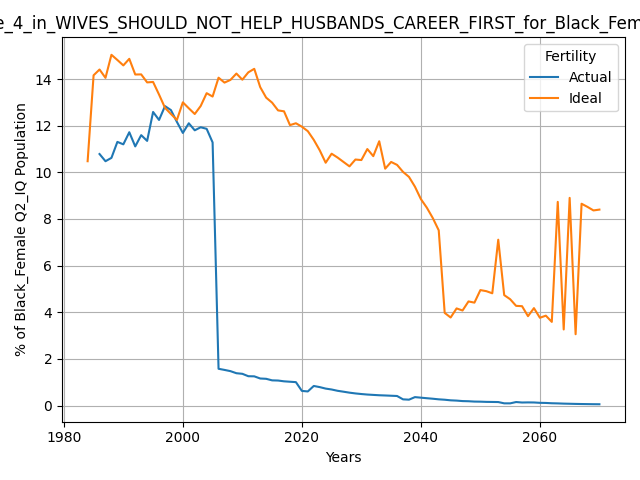 e_4_in_WIVES_SHOULD_NOT_HELP_HUSBANDS_CAREER_FIRST_for_Black_Fem
Fertility
Actual
Ideal
% of Black_Female Q2_IQ Population
14
12
10
8
6
4
2
0
1980 2000 2020 2040 2060
Years